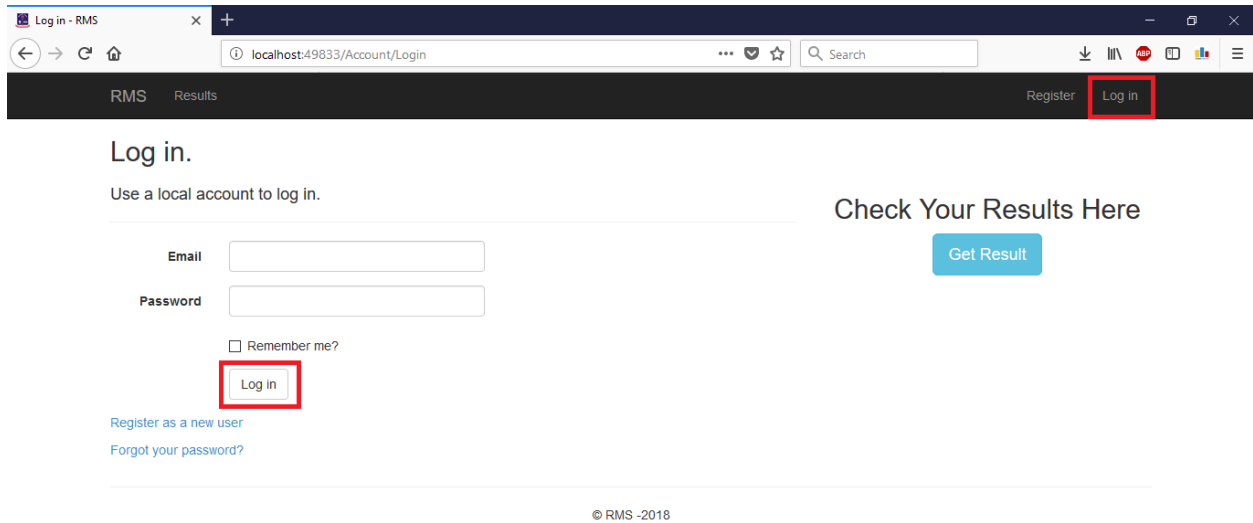 Log in - RMS
localhost:49833/Account/Login
Search
ABP
RMS Results Register Log in
Log in.
Use a local account to log in.
Check Your Results Here
Get Result
Email
Password
Remember me?
Log in
Register as a new user
Forgot your password?
© RMS -2018